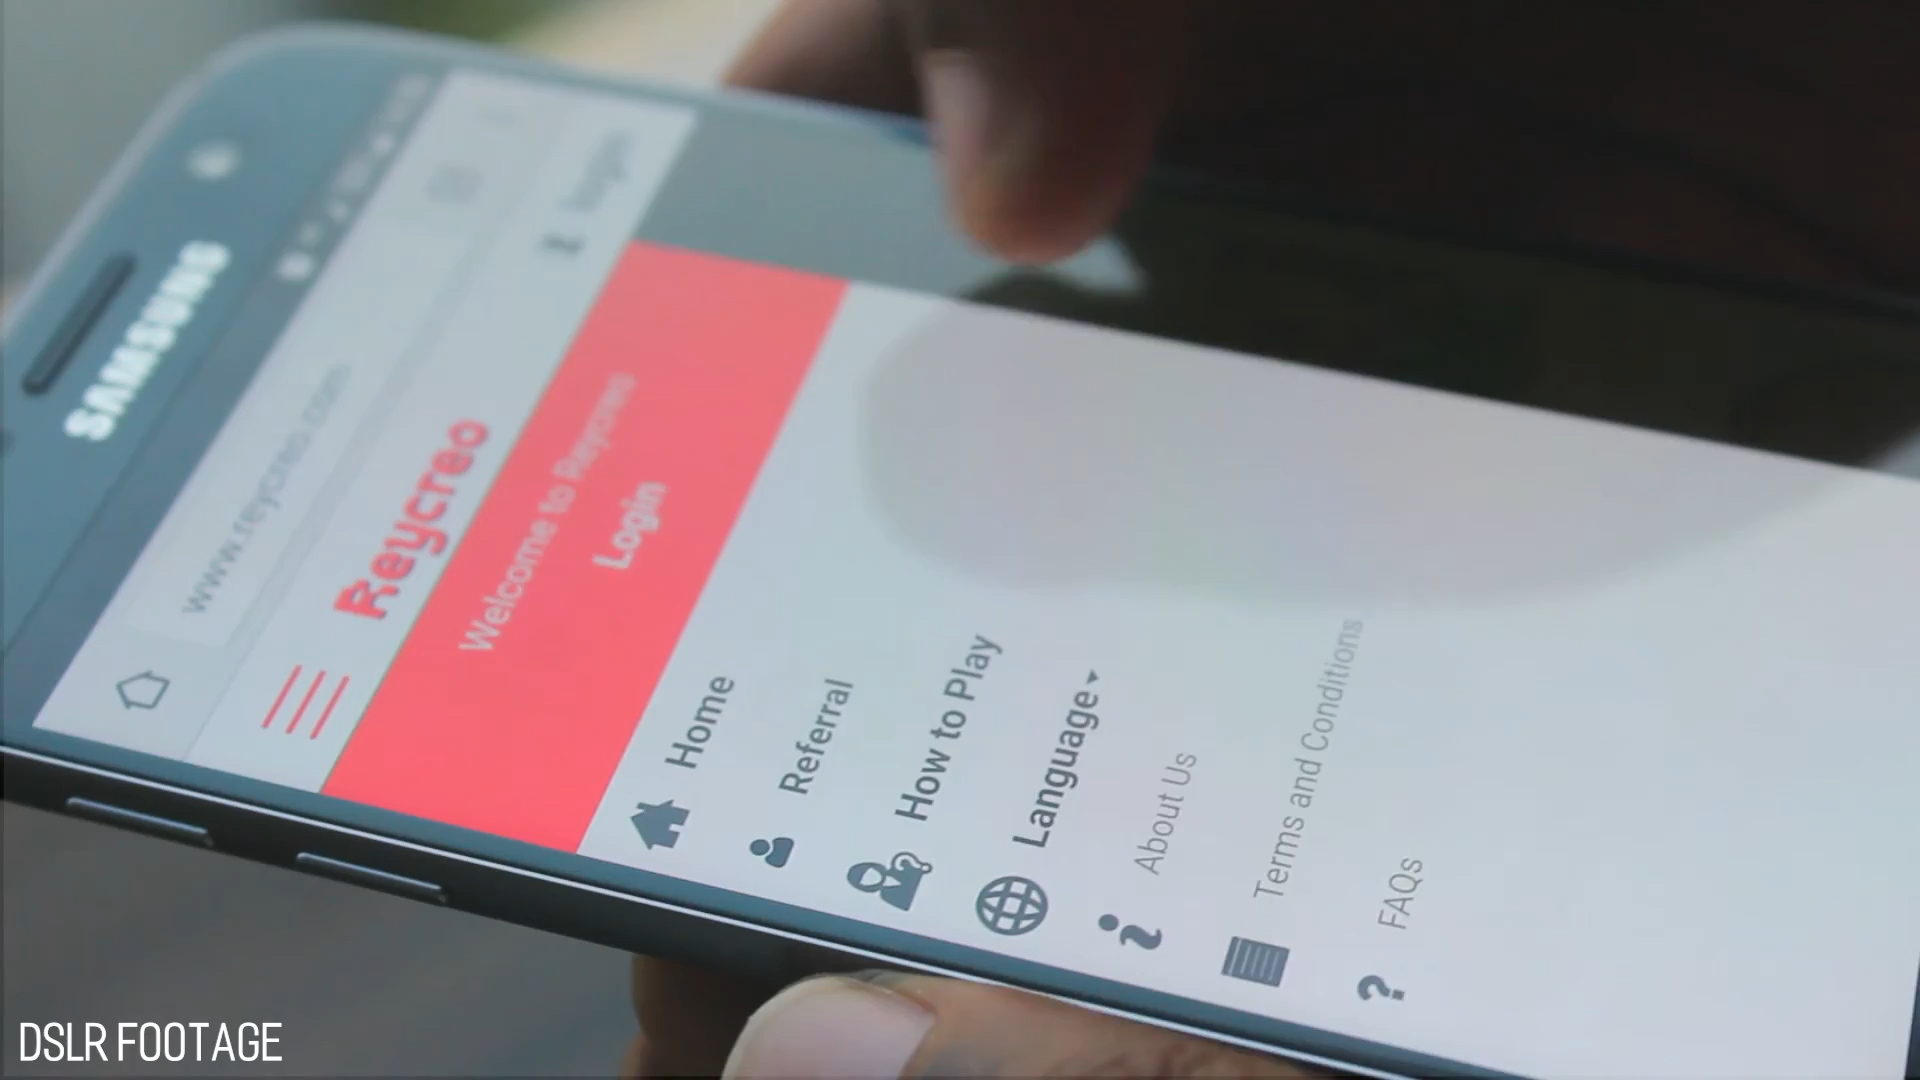 SAMSUNG
www.reycreo.com
Reycreo
login
Welcome to Reycreo
Login
Home
Referral
How to Play
Language
About Us
Terms and Conditions
FAQs
DSLR FOOTAGE